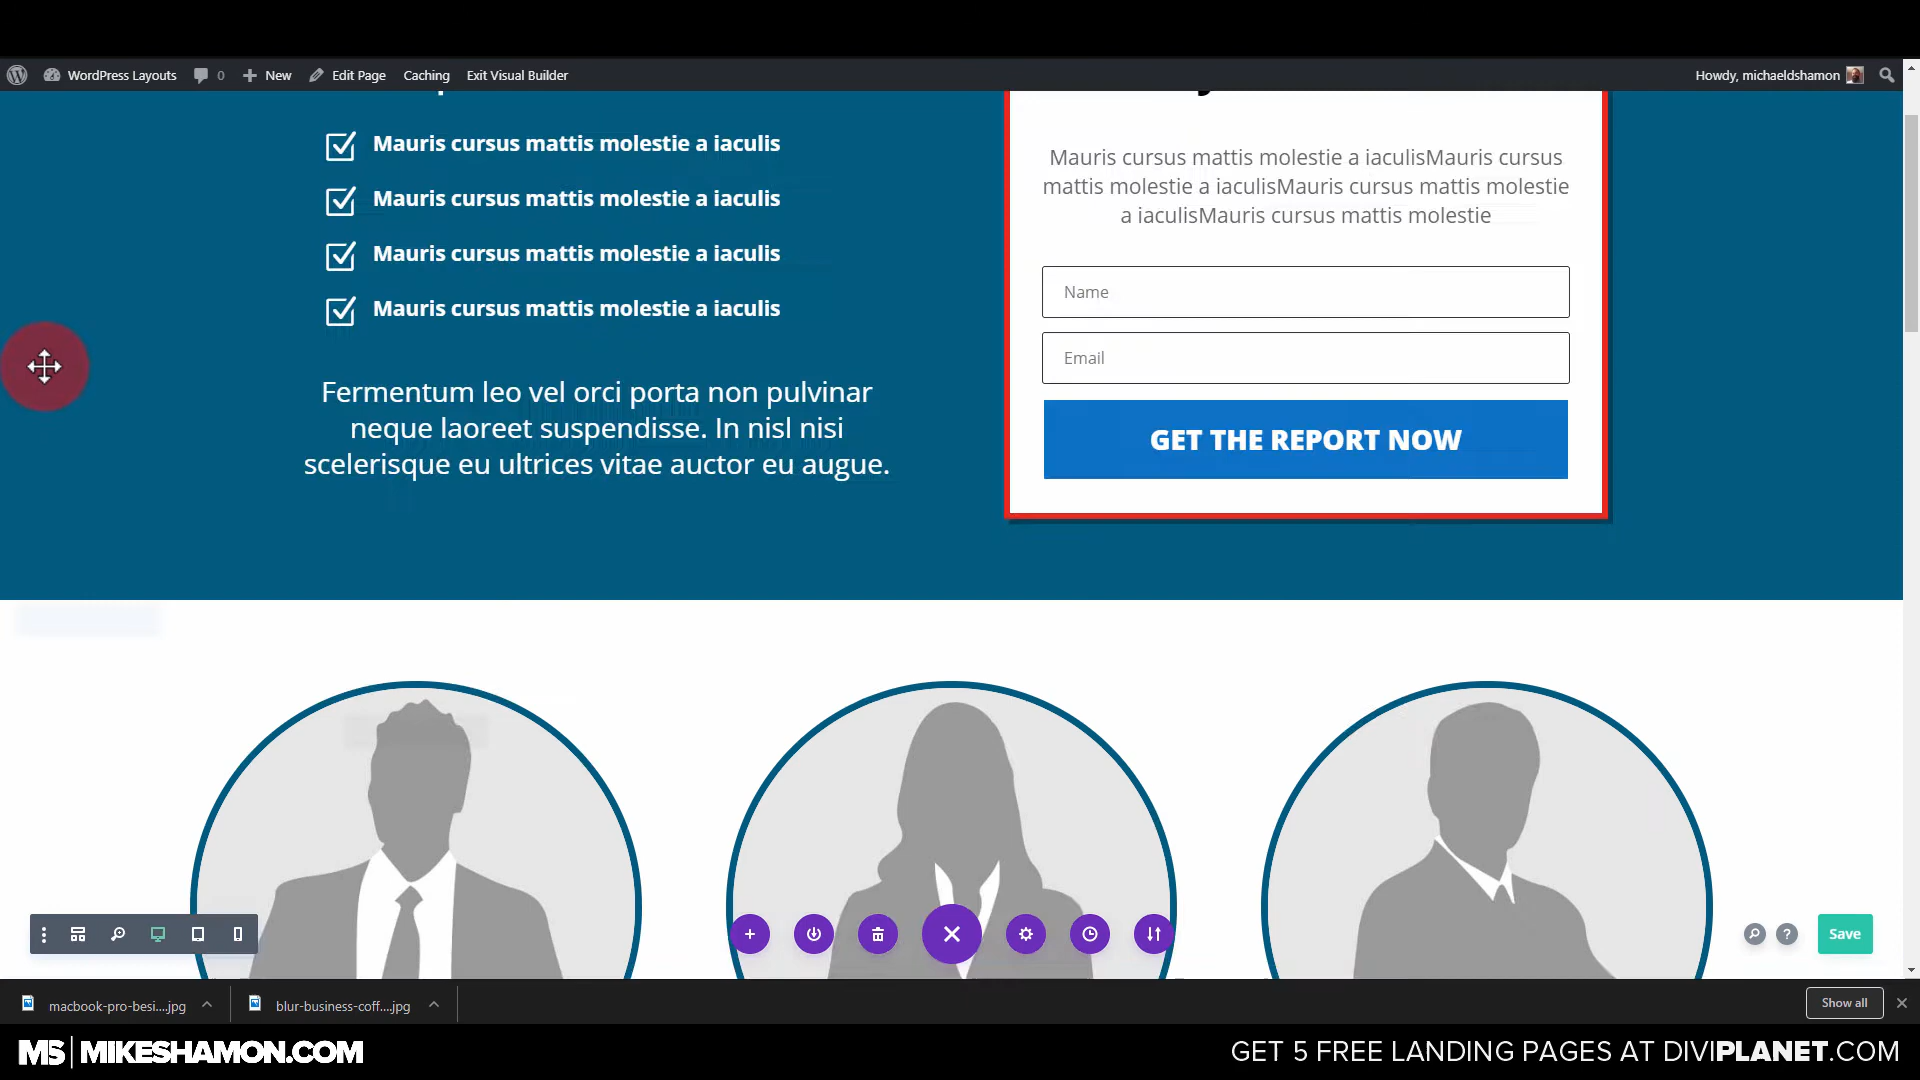 WordPress Layouts 0 New Edit Page Caching Exit Visual Builder Howdy, michaeldshamon
Mauris cursus mattis molestie a iaculis
Mauris cursus mattis molestie a iaculis
Mauris cursus mattis molestie a iaculis
Mauris cursus mattis molestie a iaculis
Fermentum leo vel orci porta non pulvinar
neque laoreet suspendisse. In nisl nisi
scelerisque eu ultrices vitae auctor eu augue.
Mauris cursus mattis molestie a iaculisMauris cursus
mattis molestie a iaculisMauris cursus mattis molestie
a iaculisMauris cursus mattis molestie
Name
Email
GET THE REPORT NOW
Save
macbook-pro-besi....jpg blur-business-coff....jpg Show all
MS MIKESHAMON.COM GET 5 FREE LANDING PAGES AT DIVIPLANET.COM